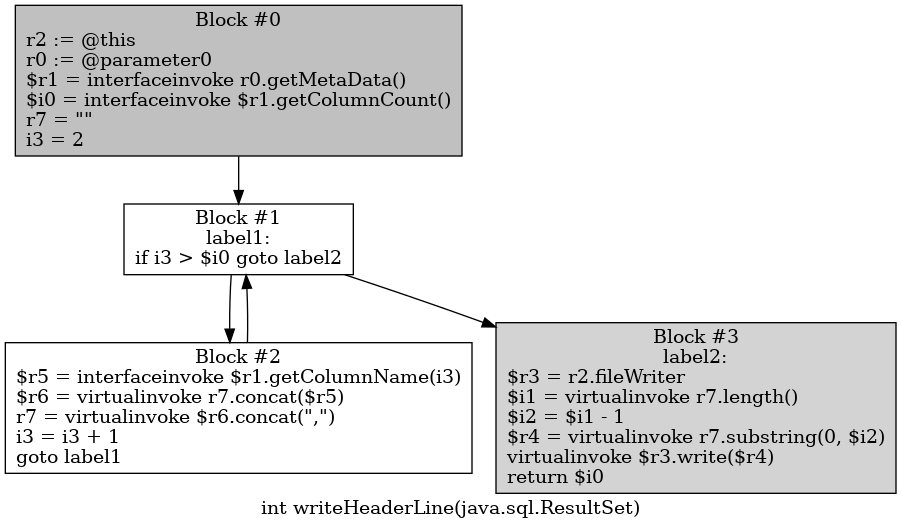 Block #0
r2 := @this
r0 := @parameter0
$r1 = interfaceinvoke r0.getMetaData()
$i0 = interfaceinvoke $r1.getColumnCount()
r7 = ""
i3 = 2
Block #1
label1:
if i3 > $i0 goto label2
Block #2
$r5 = interfaceinvoke $r1.getColumnName(i3)
$r6 = virtualinvoke r7.concat($r5)
r7 = virtualinvoke $r6.concat(",")
i3 = i3 + 1
goto label1
Block #3
label2:
$r3 = r2.fileWriter
$i1 = virtualinvoke r7.length()
$i2 = $i1 - 1
$r4 = virtualinvoke r7.substring(0, $i2)
virtualinvoke $r3.write($r4)
return $i0
int writeHeaderLine(java.sql.ResultSet)